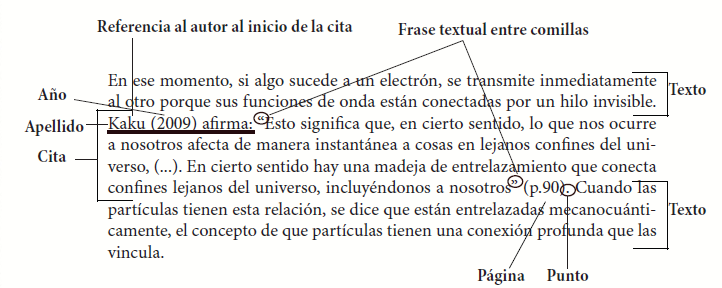 Referencia al autor al inicio de la cita
Frase textual entre comillas
En ese momento, si algo sucede a un electrón, se transmite inmediatamente
al otro porque sus funciones de onda están conectadas por un hilo invisible.
Kaku (2009) afirma: “Esto significa que, en cierto sentido, lo que nos ocurre
a nosotros afecta de manera instantánea a cosas en lejanos confines del uni-
verso, (...). En cierto sentido hay una madeja de entrelazamiento que conecta
confines lejanos del universo, incluyéndonos a nosotros” (p.90). Cuando las
partículas tienen esta relación, se dice que están entrelazadas mecanocuánti-
camente, el concepto de que partículas tienen una conexión profunda que las
vincula.
Año
Apellido
Cita
Texto
Texto
Página
Punto